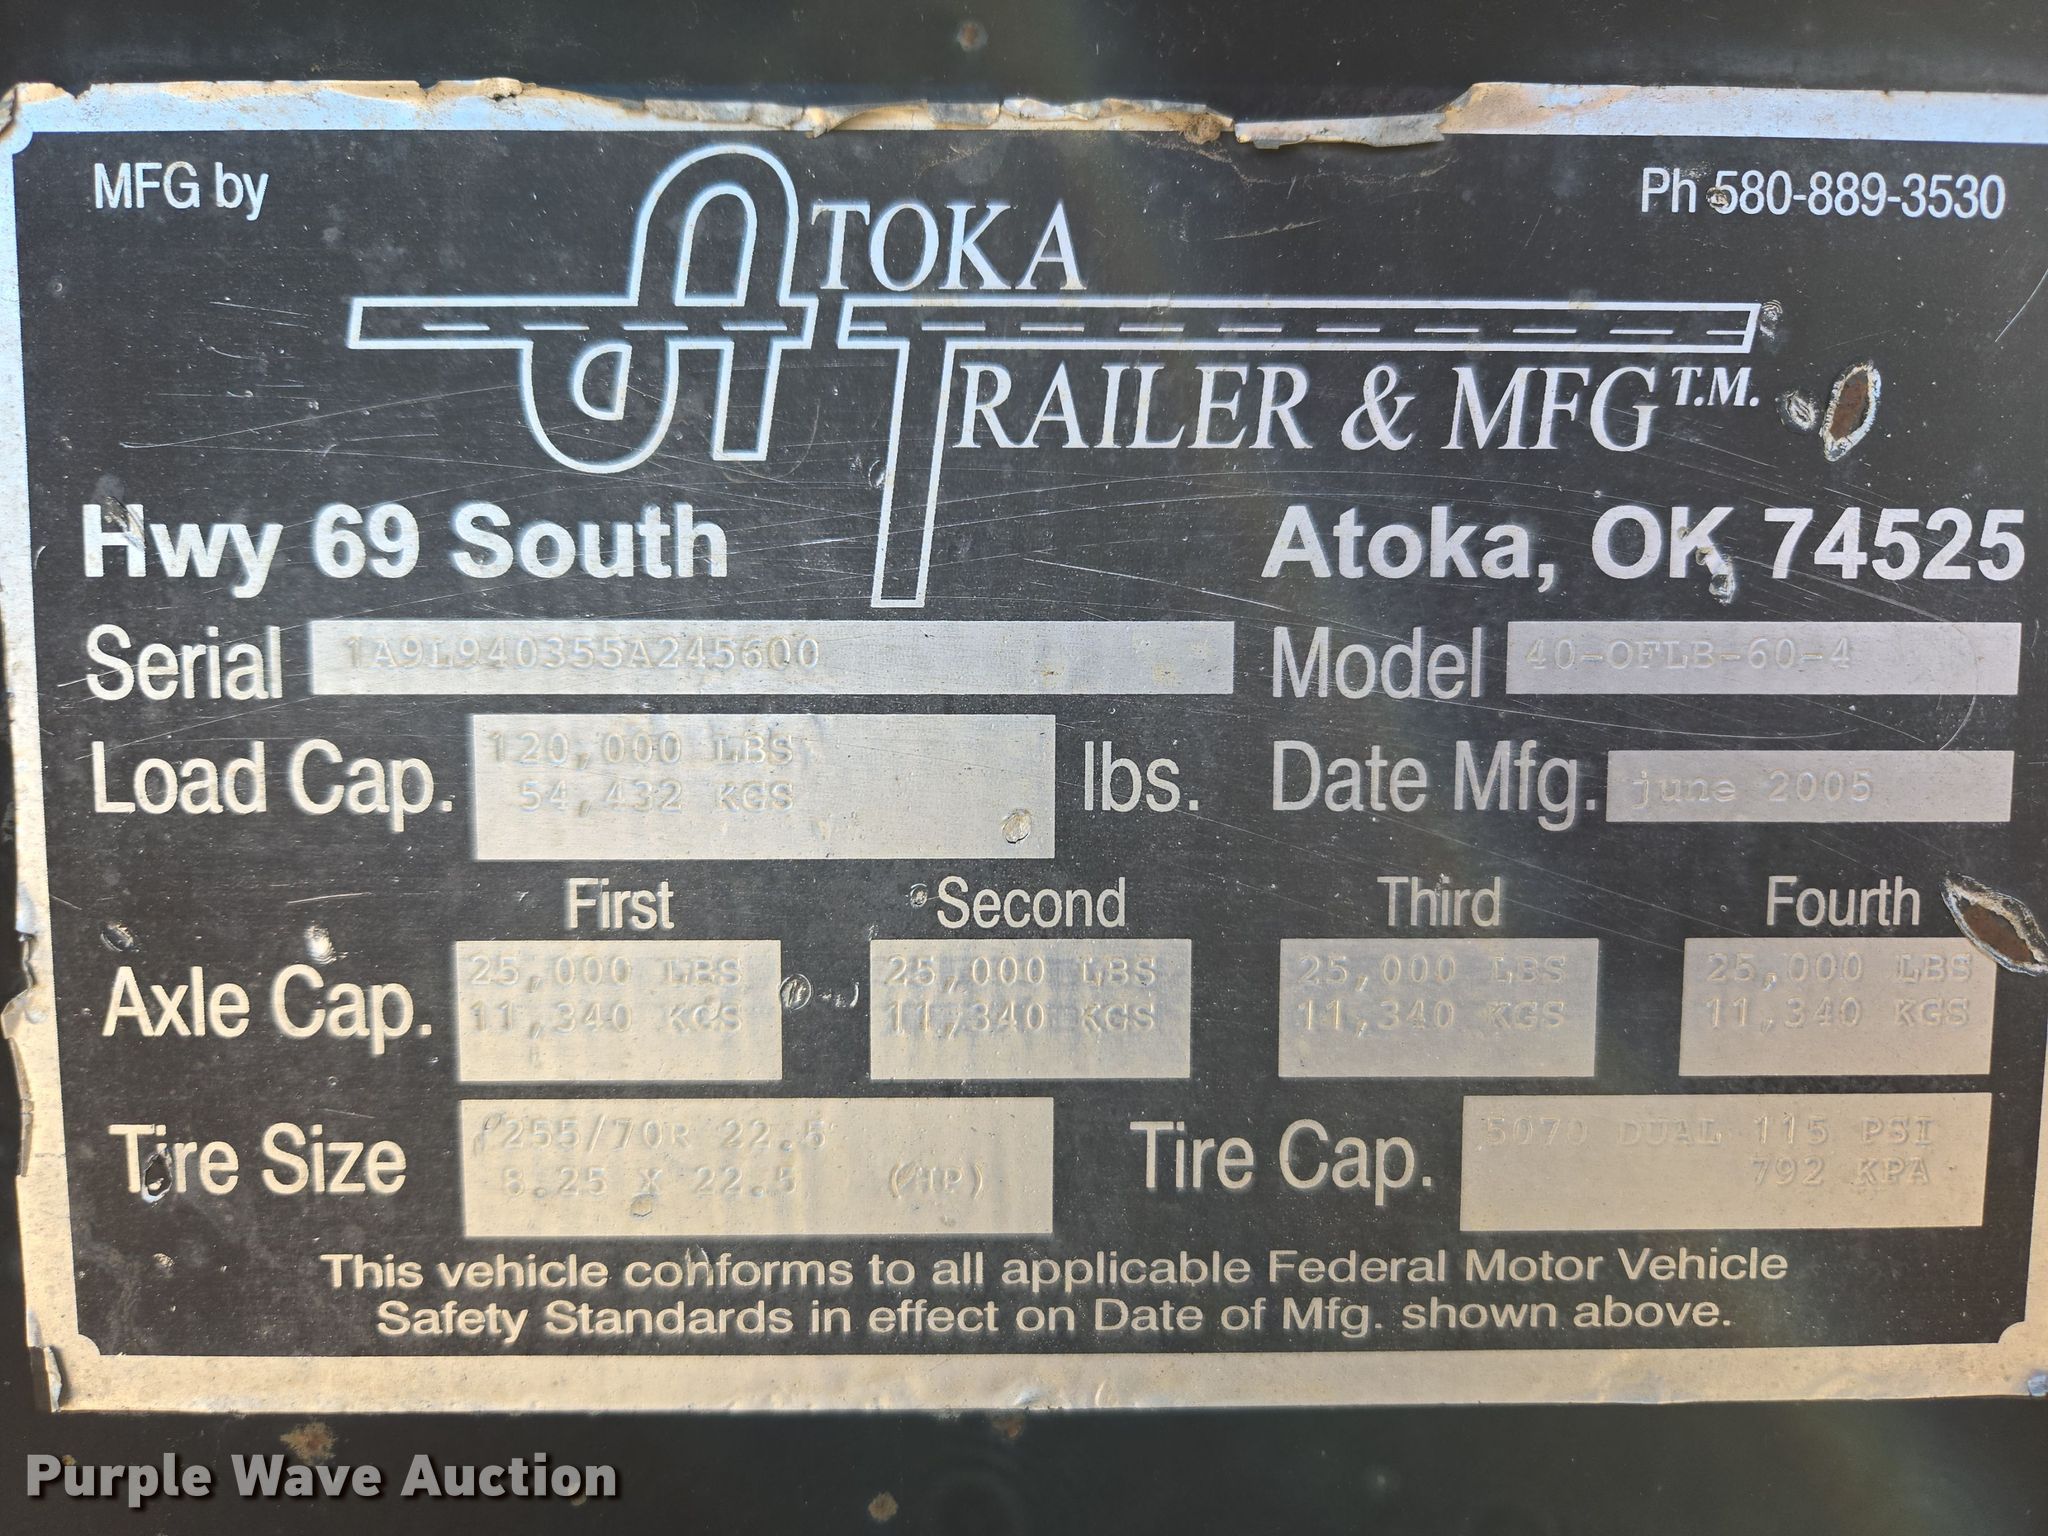 MFG by
Ph 580-889-3530
ATOKA
TRAILER & MFG T.M.
Hwy 69 South
Atoka, OK 74525
Serial 1A9L940355A245600 Model 40-OFLB-60-4
Load Cap. 120,000 LBS 54,432 KGS lbs. Date Mfg. june 2005
First Second Third Fourth
Axle Cap. 25,000 LBS 25,000 LBS 25,000 LBS 25,000 LBS
11,340 KGS 11,340 KGS 11,340 KGS 11,340 KGS
Tire Size 255/70R 22.5 Tire Cap. 5070 DUAL 115 PSI
8.25 X 22.5 (HP) 792 KPA
This vehicle conforms to all applicable Federal Motor Vehicle
Safety Standards in effect on Date of Mfg. shown above.
Purple Wave Auction